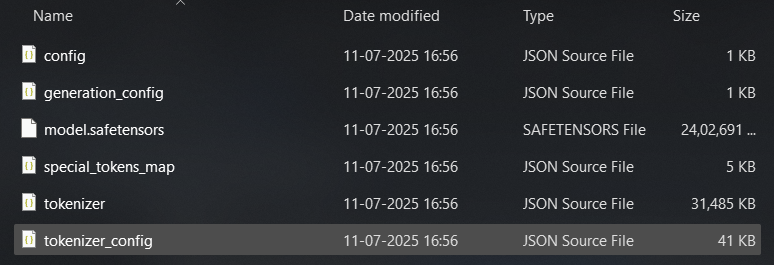 Name Date modified Type Size
config 11-07-2025 16:56 JSON Source File 1 KB
generation_config 11-07-2025 16:56 JSON Source File 1 KB
model.safetensors 11-07-2025 16:56 SAFETENSORS File 24,02,691 ...
special_tokens_map 11-07-2025 16:56 JSON Source File 5 KB
tokenizer 11-07-2025 16:56 JSON Source File 31,485 KB
tokenizer_config 11-07-2025 16:56 JSON Source File 41 KB